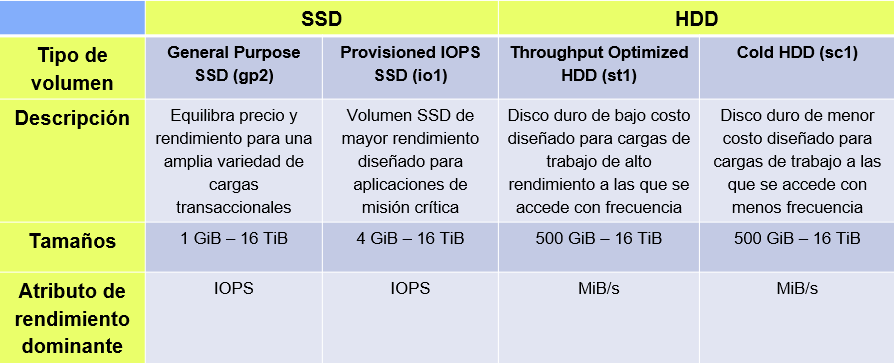 SSD
HDD
Tipo de
volumen
General Purpose
SSD (gp2)
Provisioned IOPS
SSD (io1)
Throughput Optimized
HDD (st1)
Cold HDD (sc1)
Descripción
Equilibra precio y
rendimiento para una
amplia variedad de
cargas
transaccionales
Volumen SSD de
mayor rendimiento
diseñado para
aplicaciones de
misión crítica
Disco duro de bajo costo
diseñado para cargas de
trabajo de alto
rendimiento a las que se
accede con frecuencia
Disco duro de menor
costo diseñado para
cargas de trabajo a las
que se accede con
menos frecuencia
Tamaños
1 GiB – 16 TiB
4 GiB – 16 TiB
500 GiB – 16 TiB
500 GiB – 16 TiB
Atributo de
rendimiento
dominante
IOPS
IOPS
MiB/s
MiB/s